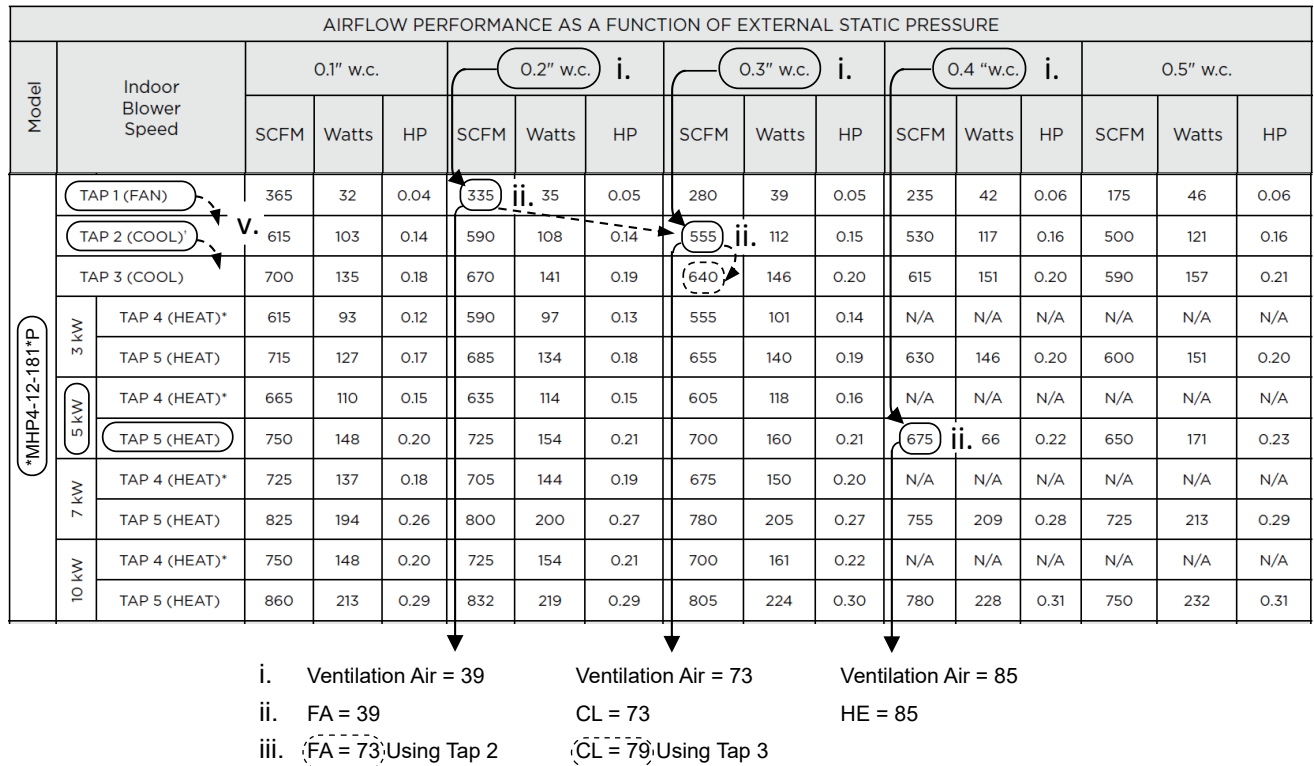 AIRFLOW PERFORMANCE AS A FUNCTION OF EXTERNAL STATIC PRESSURE
Model Indoor Blower Speed 0.1" w.c. 0.2" w.c. i. 0.3" w.c. i. 0.4 "w.c. i. 0.5" w.c.
SCFM Watts HP SCFM Watts HP SCFM Watts HP SCFM Watts HP SCFM Watts HP
*MHP4-12-181*P
TAP 1 (FAN) 365 32 0.04 335 ii. 35 0.05 280 39 0.05 235 42 0.06 175 46 0.06
v.
TAP 2 (COOL)† 615 103 0.14 590 108 0.14 555 ii. 112 0.15 530 117 0.16 500 121 0.16
TAP 3 (COOL) 700 135 0.18 670 141 0.19 640 146 0.20 615 151 0.20 590 157 0.21
3 kW
TAP 4 (HEAT)* 615 93 0.12 590 97 0.13 555 101 0.14 N/A N/A N/A N/A N/A N/A
TAP 5 (HEAT) 715 127 0.17 685 134 0.18 655 140 0.19 630 146 0.20 600 151 0.20
5 kW
TAP 4 (HEAT)* 665 110 0.15 635 114 0.15 605 118 0.16 N/A N/A N/A N/A N/A N/A
TAP 5 (HEAT) 750 148 0.20 725 154 0.21 700 160 0.21 675 ii. 66 0.22 650 171 0.23
7 kW
TAP 4 (HEAT)* 725 137 0.18 705 144 0.19 675 150 0.20 N/A N/A N/A N/A N/A N/A
TAP 5 (HEAT) 825 194 0.26 800 200 0.27 780 205 0.27 755 209 0.28 725 213 0.29
10 kW
TAP 4 (HEAT)* 750 148 0.20 725 154 0.21 700 161 0.22 N/A N/A N/A N/A N/A N/A
TAP 5 (HEAT) 860 213 0.29 832 219 0.29 805 224 0.30 780 228 0.31 750 232 0.31
i. Ventilation Air = 39 Ventilation Air = 73 Ventilation Air = 85
ii. FA = 39 CL = 73 HE = 85
iii. FA = 73 Using Tap 2 CL = 79 Using Tap 3